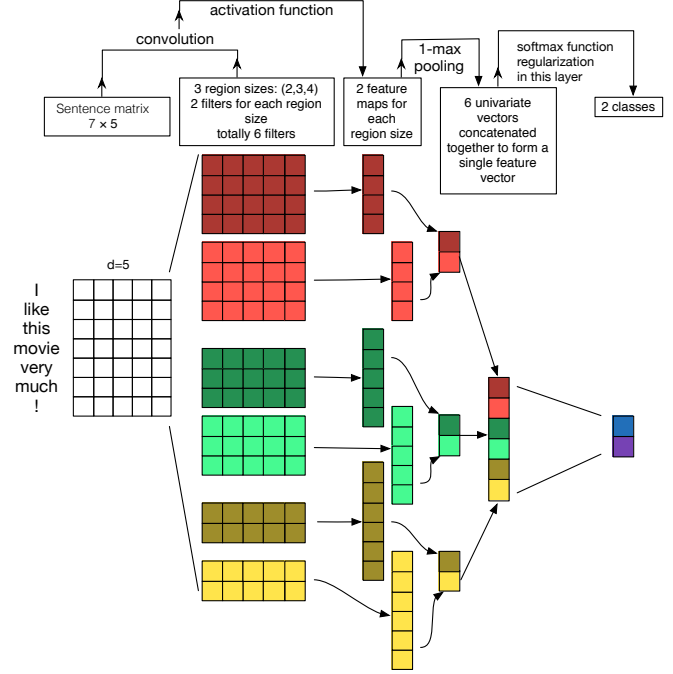 activation function
convolution
1-max
pooling
softmax function
regularization
in this layer
Sentence matrix
7 × 5
3 region sizes: (2,3,4)
2 filters for each region
size
totally 6 filters
2 feature
maps for
each
region size
6 univariate
vectors
concatenated
together to form a
single feature
vector
2 classes
d=5
I
like
this
movie
very
much
!